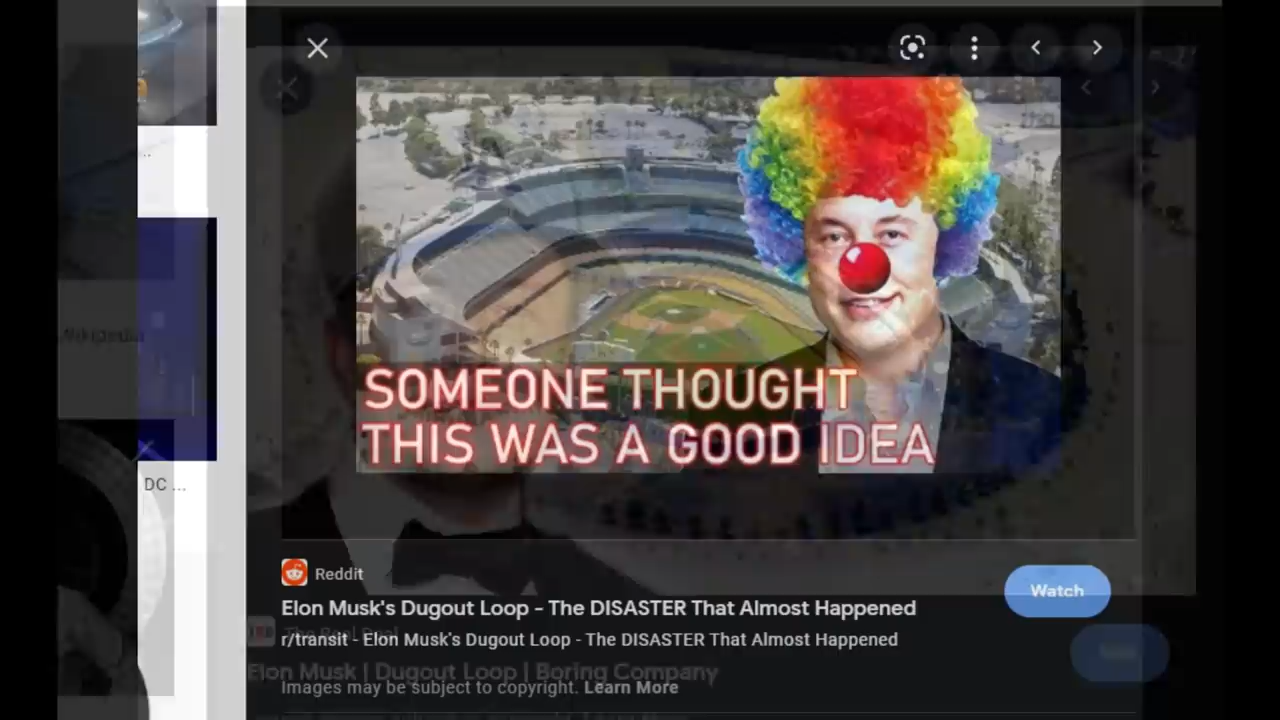 SOMEONE THOUGHT
THIS WAS A GOOD IDEA
Wikipedia
DC ...
Reddit
Watch
Elon Musk's Dugout Loop - The DISASTER That Almost Happened
r/transit - Elon Musk's Dugout Loop - The DISASTER That Almost Happened
Elon Musk | Dugout Loop | Boring Company
Images may be subject to copyright. Learn More